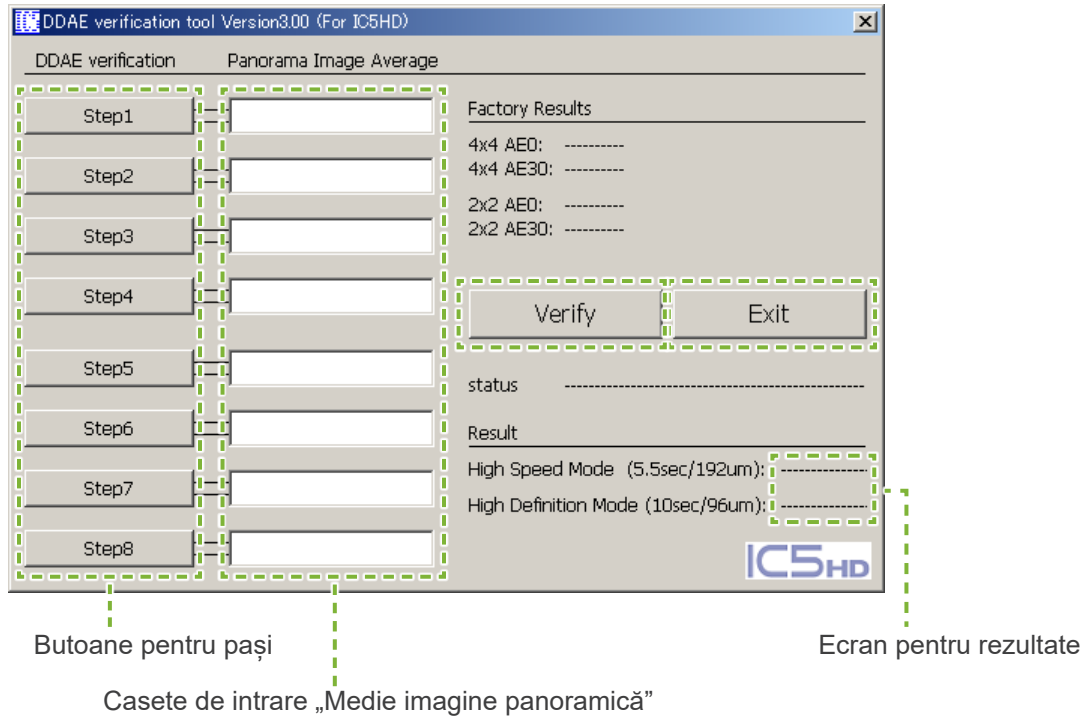 DDAE verification tool Version3.00 (For IC5HD)
DDAE verification Panorama Image Average
Step1
Step2
Step3
Step4
Step5
Step6
Step7
Step8
Factory Results
4x4 AE0: ----------
4x4 AE30: ----------
2x2 AE0: ----------
2x2 AE30: ----------
Verify Exit
status --------------------------------------------------
Result
High Speed Mode (5.5sec/192um): ---------------
High Definition Mode (10sec/96um): ---------------
IC5HD
Butoane pentru pași
Ecran pentru rezultate
Casete de intrare „Medie imagine panoramică”